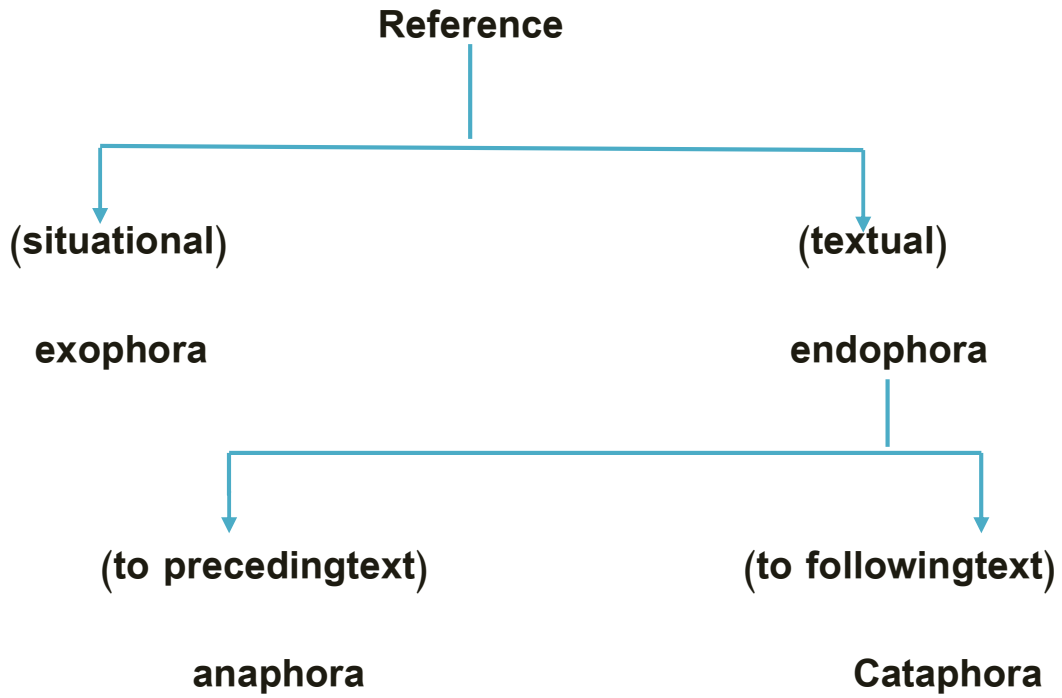 Reference
(situational) (textual)
exophora endophora
(to precedingtext) (to followingtext)
anaphora Cataphora